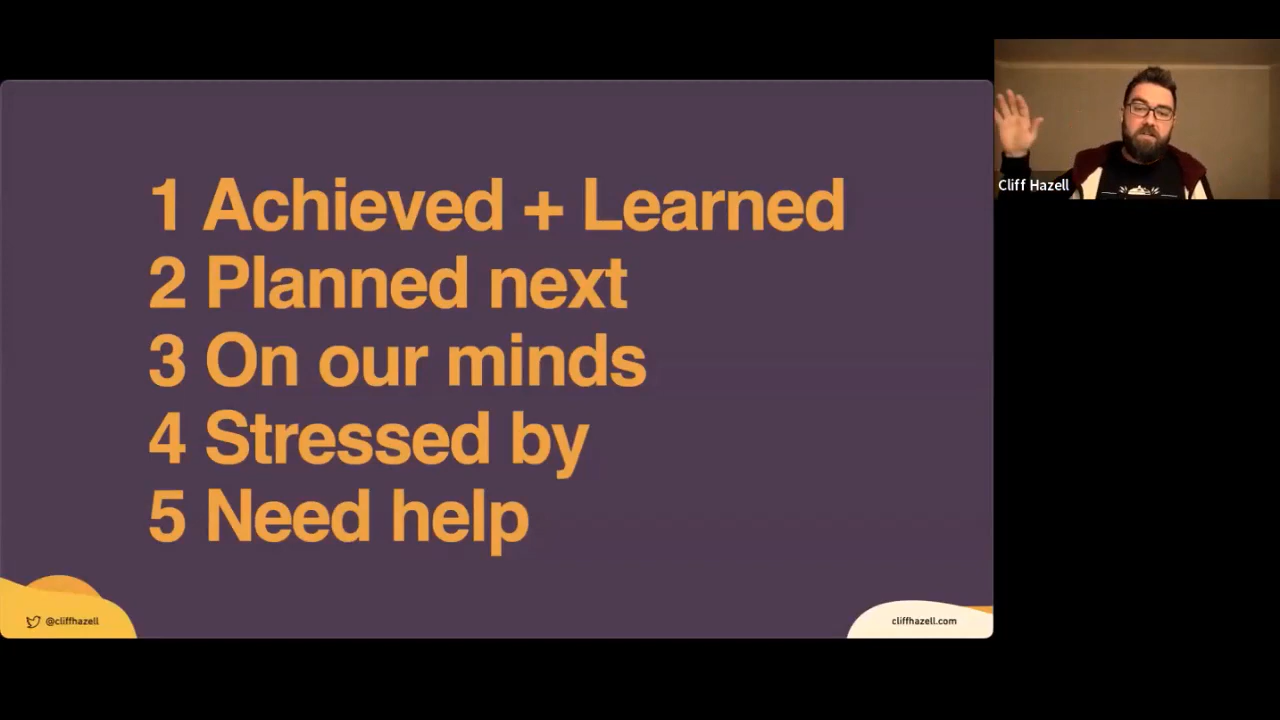 1 Achieved + Learned
2 Planned next
3 On our minds
4 Stressed by
5 Need help
@cliffhazell
cliffhazell.com
Cliff Hazell